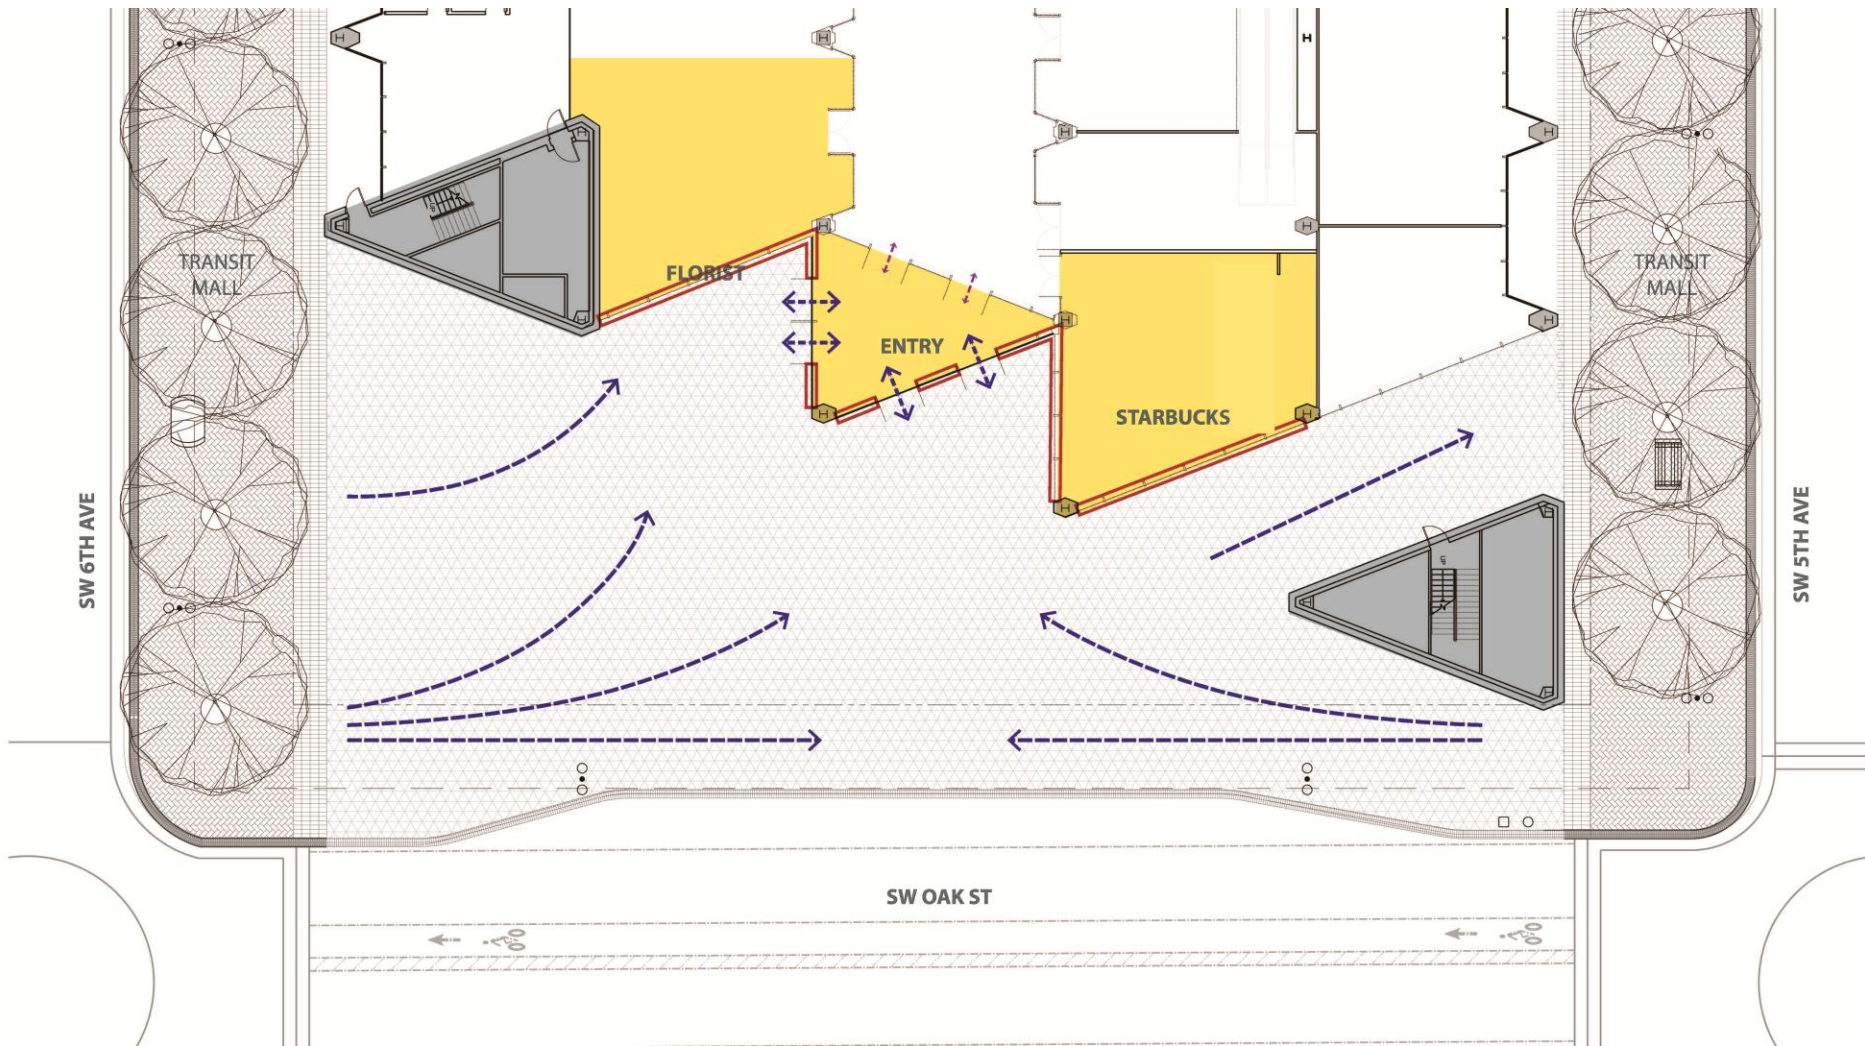 TRANSIT
MALL
FLORIST
TRANSIT
MALL
ENTRY
STARBUCKS
SW 6TH AVE
SW 5TH AVE
SW OAK ST